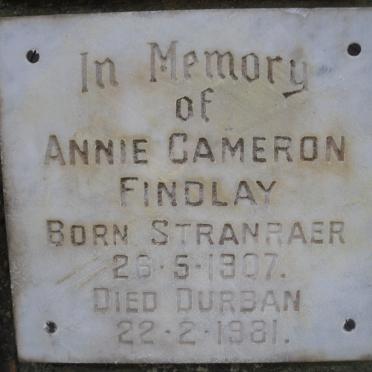 In Memory
of
ANNIE CAMERON
FINDLAY
BORN STRANRAER
26·5·1907.
DIED DURBAN
22·2·1981.